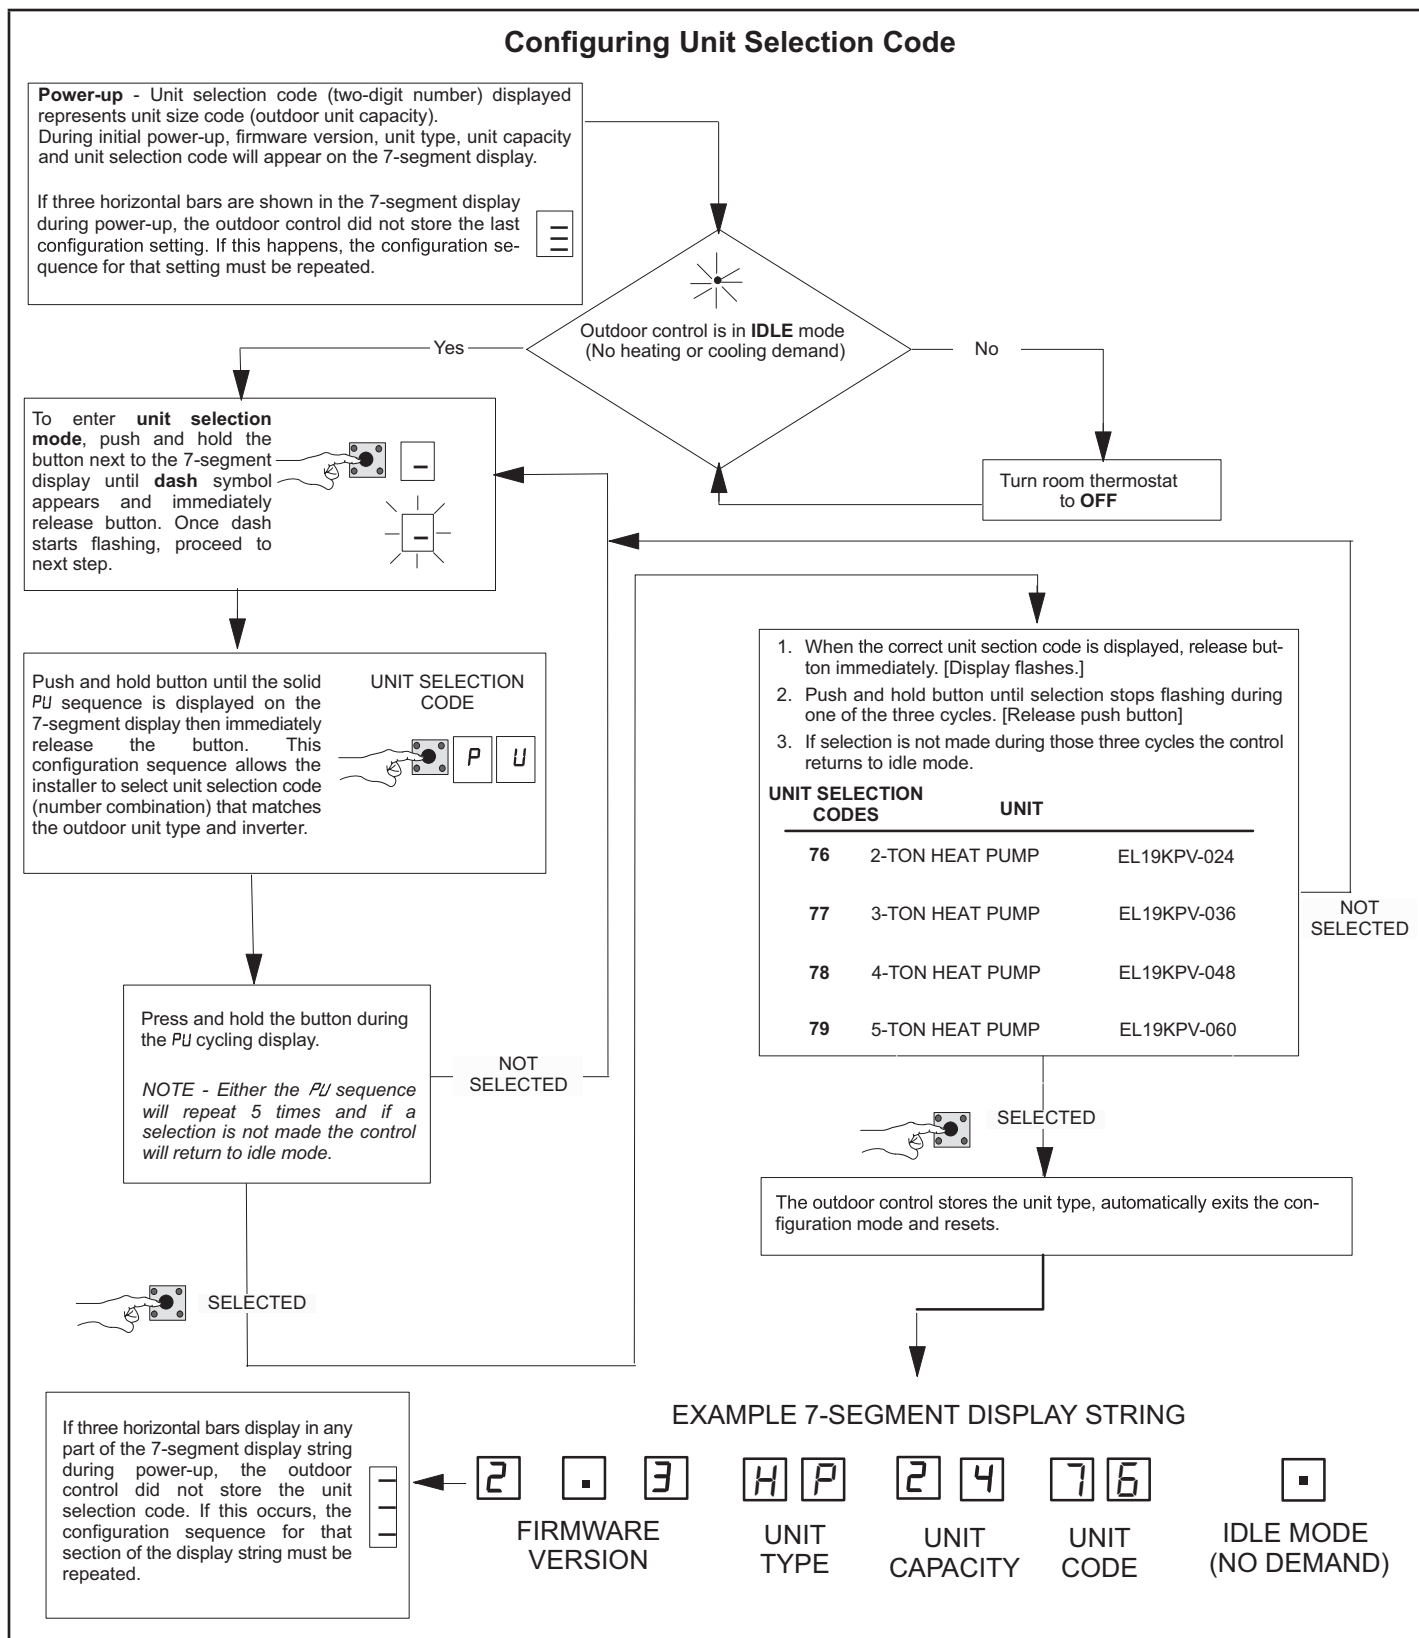 Configuring Unit Selection Code
Power-up - Unit selection code (two-digit number) displayed
represents unit size code (outdoor unit capacity).
During initial power-up, firmware version, unit type, unit capacity
and unit selection code will appear on the 7-segment display.
If three horizontal bars are shown in the 7-segment display
during power-up, the outdoor control did not store the last
configuration setting. If this happens, the configuration se-
quence for that setting must be repeated.
Outdoor control is in IDLE mode
(No heating or cooling demand)
Yes
No
Turn room thermostat
to OFF
To enter unit selection
mode, push and hold the
button next to the 7-segment
display until dash symbol
appears and immediately
release button. Once dash
starts flashing, proceed to
next step.
Push and hold button until the solid
PU sequence is displayed on the
7-segment display then immediately
release the button. This
configuration sequence allows the
installer to select unit selection code
(number combination) that matches
the outdoor unit type and inverter.
UNIT SELECTION
CODE
P U
Press and hold the button during
the PU cycling display.
NOTE - Either the PU sequence
will repeat 5 times and if a
selection is not made the control
will return to idle mode.
NOT
SELECTED
SELECTED
1. When the correct unit section code is displayed, release but-
ton immediately. [Display flashes.]
2. Push and hold button until selection stops flashing during
one of the three cycles. [Release push button]
3. If selection is not made during those three cycles the control
returns to idle mode.
UNIT SELECTION
CODES UNIT
76 2-TON HEAT PUMP EL19KPV-024
77 3-TON HEAT PUMP EL19KPV-036
78 4-TON HEAT PUMP EL19KPV-048
79 5-TON HEAT PUMP EL19KPV-060
NOT
SELECTED
SELECTED
The outdoor control stores the unit type, automatically exits the con-
figuration mode and resets.
If three horizontal bars display in any
part of the 7-segment display string
during power-up, the outdoor
control did not store the unit
selection code. If this occurs, the
configuration sequence for that
section of the display string must be
repeated.
EXAMPLE 7-SEGMENT DISPLAY STRING
2 . 3 H P 2 4 7 6 .
FIRMWARE
VERSION
UNIT
TYPE
UNIT
CAPACITY
UNIT
CODE
IDLE MODE
(NO DEMAND)